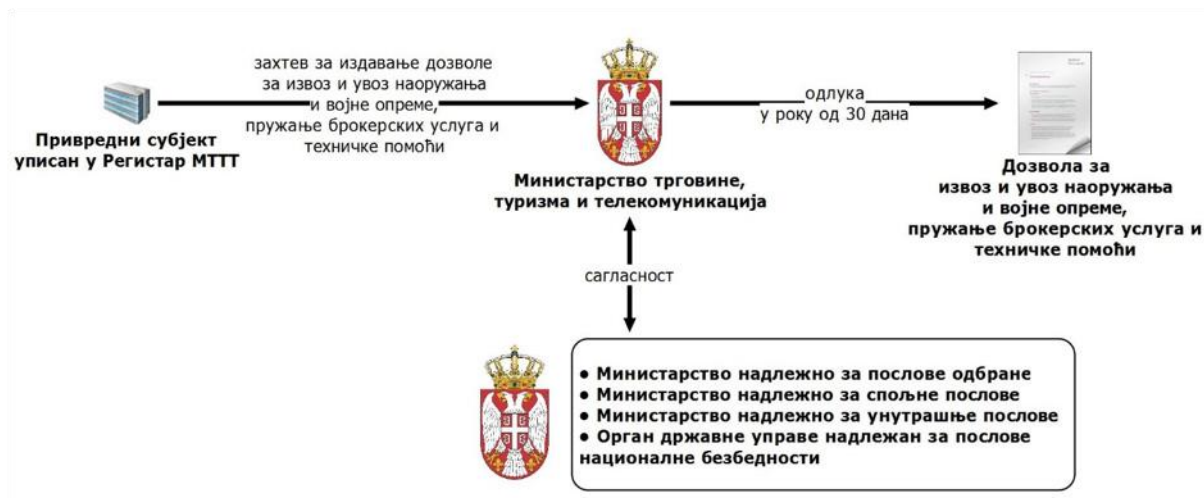 захтев за издавање дозволе
за извоз и увоз наоружања
и војне опреме,
пружање брокерских услуга и
техничке помоћи
Привредни субјект
уписан у Регистар МТТТ
Министарство трговине,
туризма и телекомуникација
одлука
у року од 30 дана
Дозвола за
извоз и увоз наоружања
и војне опреме,
пружање брокерских услуга и
техничке помоћи
сагласност
● Министарство надлежно за послове одбране
● Министарство надлежно за спољне послове
● Министарство надлежно за унутрашње послове
● Орган државне управе надлежан за послове
националне безбедности